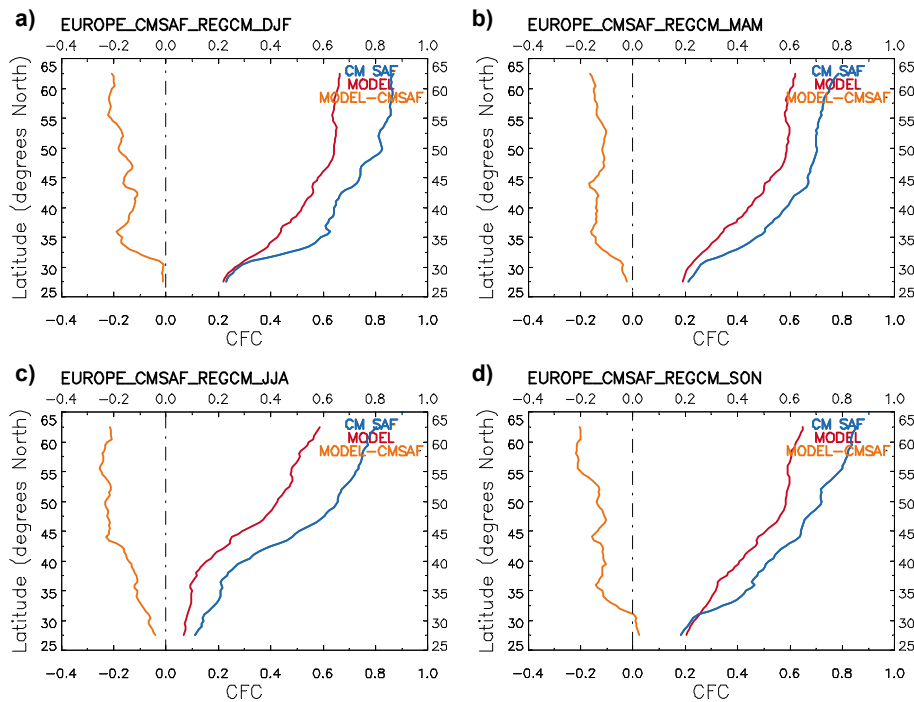 a) EUROPE_CMSAF_REGCM_DJF
−0.4 −0.2 0.0 0.2 0.4 0.6 0.8 1.0
CM SAF
MODEL
MODEL−CMSAF
Latitude (degrees North)
65 65
60 60
55 55
50 50
45 45
40 40
35 35
30 30
25 25
−0.4 −0.2 0.0 0.2 0.4 0.6 0.8 1.0
CFC
b) EUROPE_CMSAF_REGCM_MAM
−0.4 −0.2 0.0 0.2 0.4 0.6 0.8 1.0
CM SAF
MODEL
MODEL−CMSAF
Latitude (degrees North)
65 65
60 60
55 55
50 50
45 45
40 40
35 35
30 30
25 25
−0.4 −0.2 0.0 0.2 0.4 0.6 0.8 1.0
CFC
c) EUROPE_CMSAF_REGCM_JJA
−0.4 −0.2 0.0 0.2 0.4 0.6 0.8 1.0
CM SAF
MODEL
MODEL−CMSAF
Latitude (degrees North)
65 65
60 60
55 55
50 50
45 45
40 40
35 35
30 30
25 25
−0.4 −0.2 0.0 0.2 0.4 0.6 0.8 1.0
CFC
d) EUROPE_CMSAF_REGCM_SON
−0.4 −0.2 0.0 0.2 0.4 0.6 0.8 1.0
CM SAF
MODEL
MODEL−CMSAF
Latitude (degrees North)
65 65
60 60
55 55
50 50
45 45
40 40
35 35
30 30
25 25
−0.4 −0.2 0.0 0.2 0.4 0.6 0.8 1.0
CFC